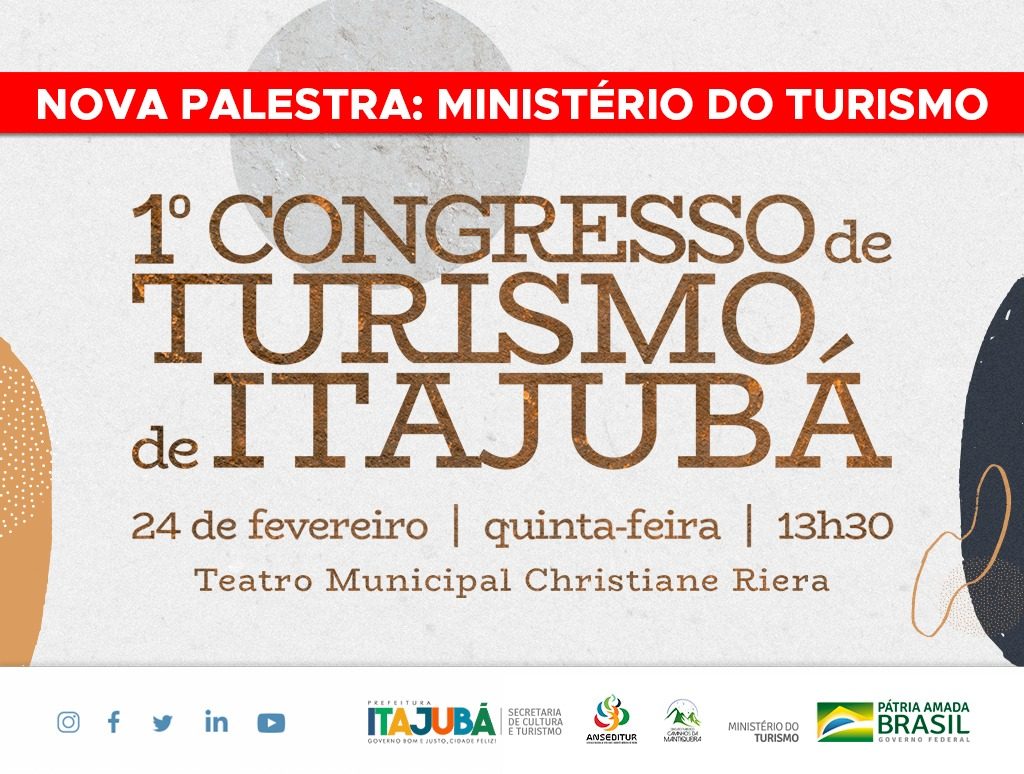 NOVA PALESTRA: MINISTÉRIO DO TURISMO
1º CONGRESSO de
TURISMO
de ITAJUBÁ
24 de fevereiro | quinta-feira | 13h30
Teatro Municipal Christiane Riera
PREFEITURA
ITAJUBÁ
GOVERNO BOM E JUSTO, CIDADE FELIZ!
SECRETARIA
DE CULTURA
E TURISTMO
ANSEDITUR
CAMINHOS DA
MANTIQUEIRA
MINISTÉRIO DO
TURISMO
PÁTRIA AMADA
BRASIL
GOVERNO FEDERAL